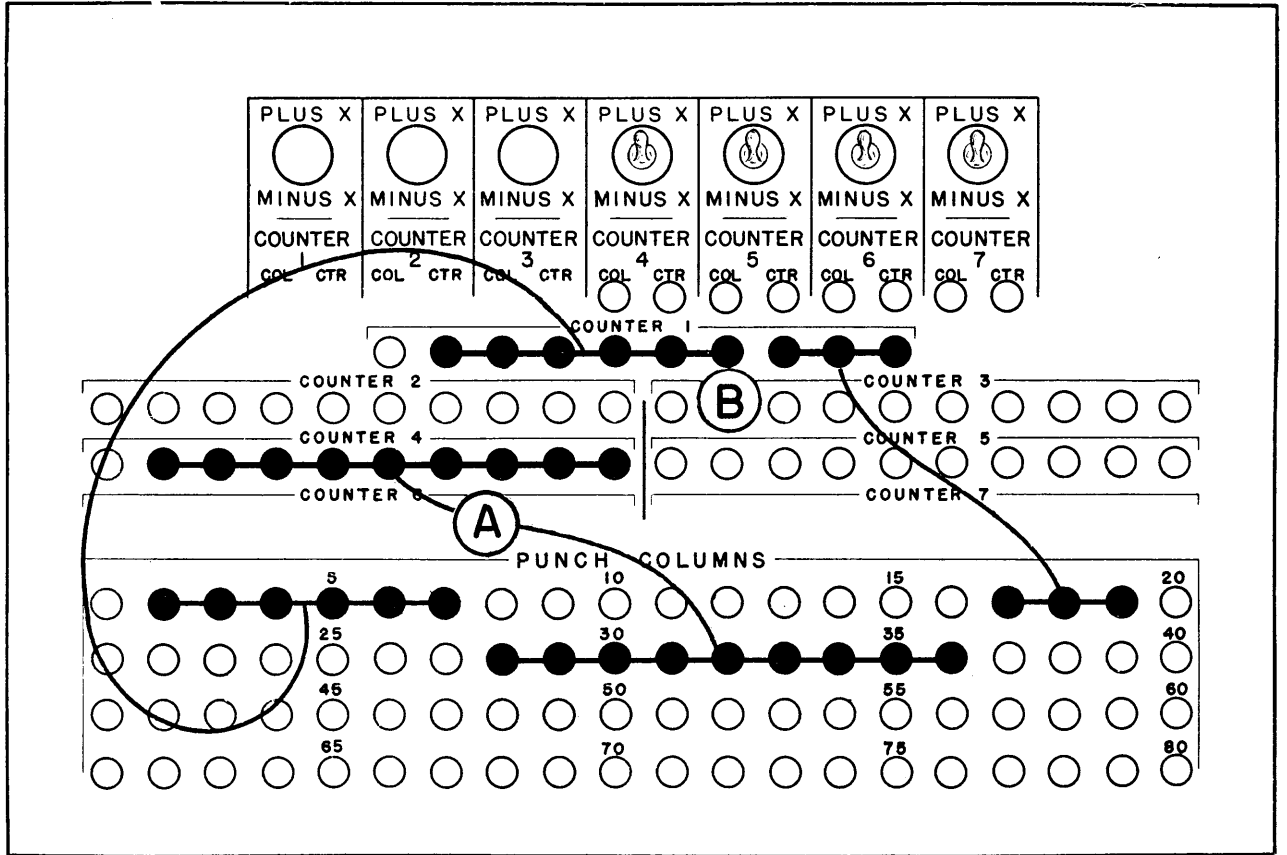 PLUS X PLUS X PLUS X PLUS X PLUS X PLUS X PLUS X
MINUS X MINUS X MINUS X MINUS X MINUS X MINUS X MINUS X
COUNTER COUNTER COUNTER COUNTER COUNTER COUNTER COUNTER
1 2 3 4 5 6 7
COL CTR COL CTR COL CTR COL CTR COL CTR COL CTR COL CTR
COUNTER 1
COUNTER 2 COUNTER 3
B
COUNTER 4 COUNTER 5
COUNTER 6 COUNTER 7
A
PUNCH COLUMNS
5 10 15 20
25 30 35 40
45 50 55 60
65 70 75 80